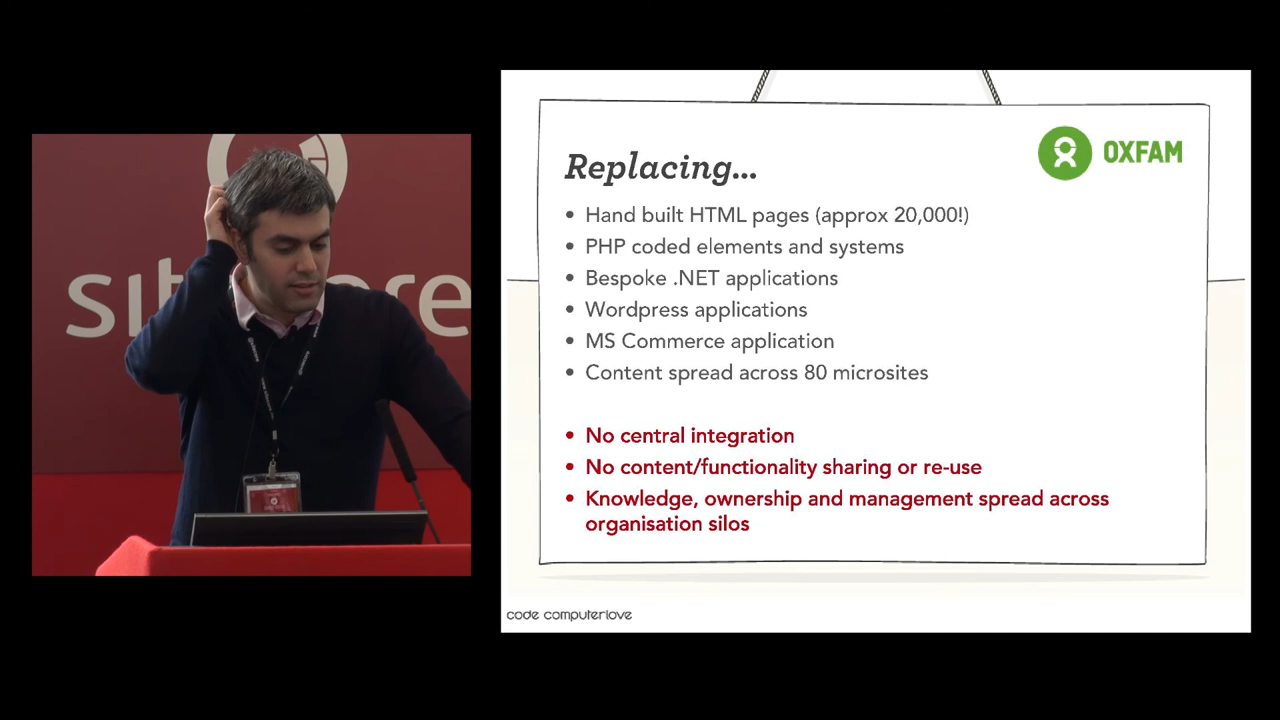 sit ore
OXFAM
Replacing...
• Hand built HTML pages (approx 20,000!)
• PHP coded elements and systems
• Bespoke .NET applications
• Wordpress applications
• MS Commerce application
• Content spread across 80 microsites
• No central integration
• No content/functionality sharing or re-use
• Knowledge, ownership and management spread across
organisation silos
code computerlove